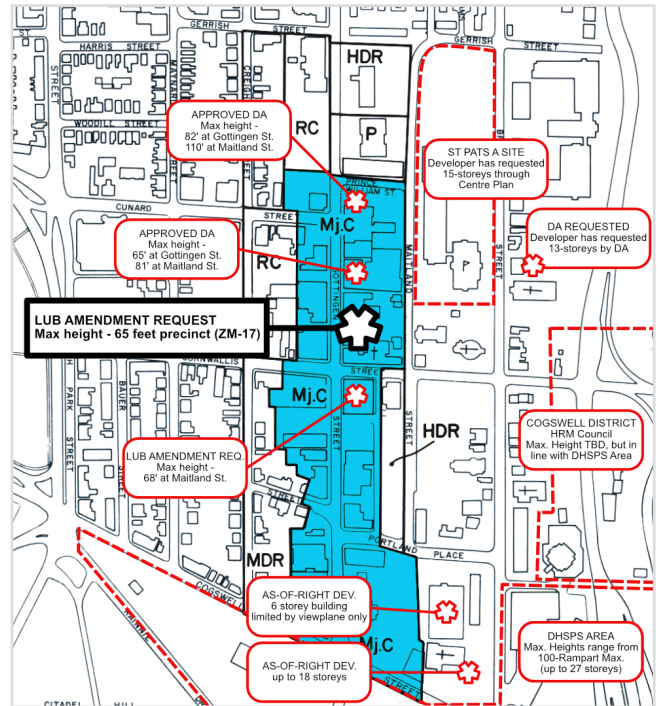 GERRISH
STREET
ST
HARRIS STREET
STREET
MAYNARD
CREIGHTON
GERRISH
STREET
HDR
RC
P
WOODILL STREET
APPROVED DA
Max height -
82' at Gottingen St.
110' at Maitland St.
ST PATS A SITE
Developer has requested
15-storeys through
Centre Plan
PRINCE
WILLIAM ST
CUNARD
STREET
Mj.C
MAITLAND
STREET
P
DA REQUESTED
Developer has requested
13-storeys by DA
APPROVED DA
Max height -
65' at Gottingen St.
81' at Maitland St.
RC
GOTTINGEN
LUB AMENDMENT REQUEST
Max height - 65 feet precinct (ZM-17)
CORNWALLIS
STREET
PARK STREET
BAUER
STREET
Mj.C
STREET
STREET
HDR
COGSWELL DISTRICT
HRM Council
Max. Height TBD, but in
line with DHSPS Area
LUB AMENDMENT REQ.
Max height -
68' at Maitland St.
STREET
MDR
PORTLAND PLACE
COGSWELL
RAINNIE
AS-OF-RIGHT DEV.
6 storey building
limited by viewplane only
Mj.C
DHSPS AREA
Max. Heights range from
100-Rampart Max.
(up to 27 storeys)
AS-OF-RIGHT DEV.
up to 18 storeys
STREET
CITADEL HILL